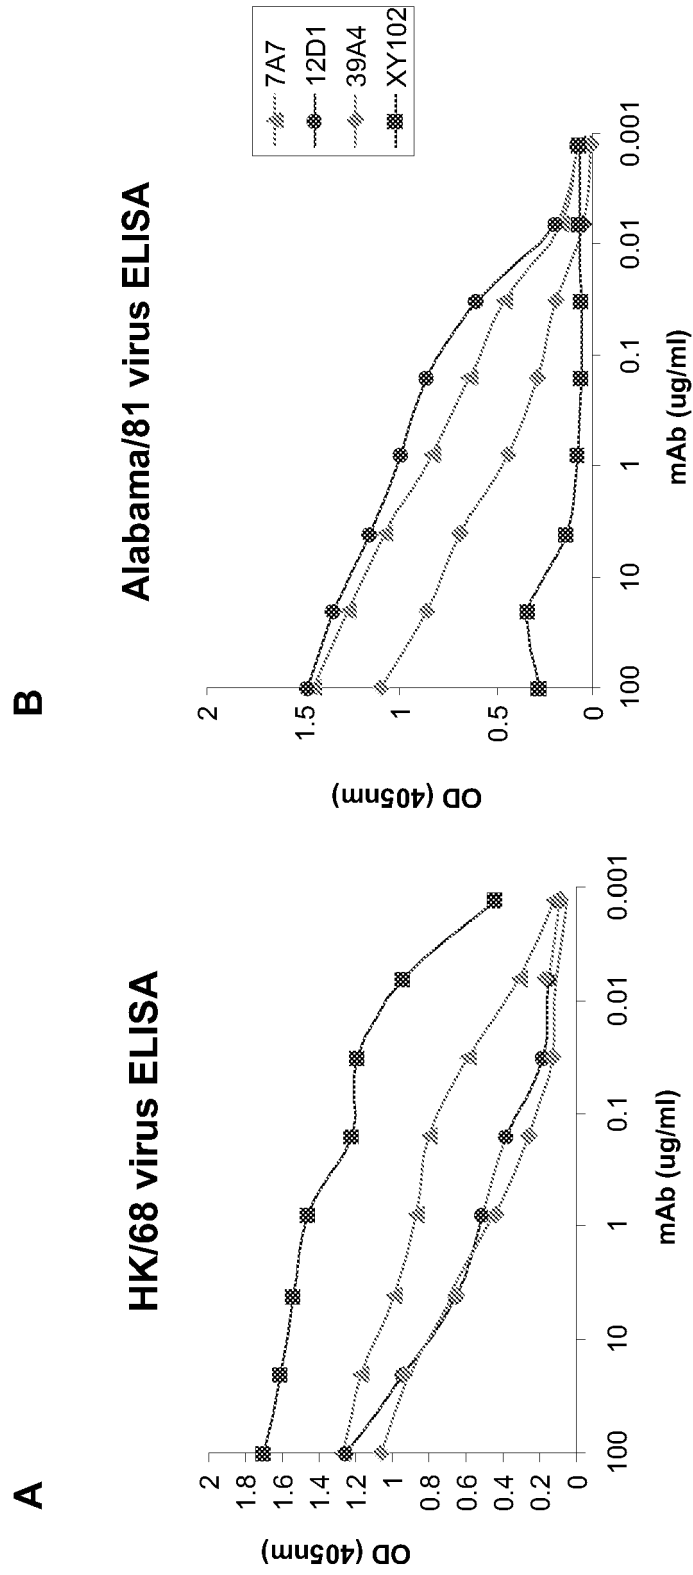 A
HK/68 virus ELISA
OD (405nm)
2
1.8
1.6
1.4
1.2
1
0.8
0.6
0.4
0.2
0
100
10
1
0.1
0.01
0.001
mAb (ug/ml)
B
Alabama/81 virus ELISA
OD (405nm)
2
1.5
1
0.5
0
100
10
1
0.1
0.01
0.001
mAb (ug/ml)
7A7
12D1
39A4
XY102